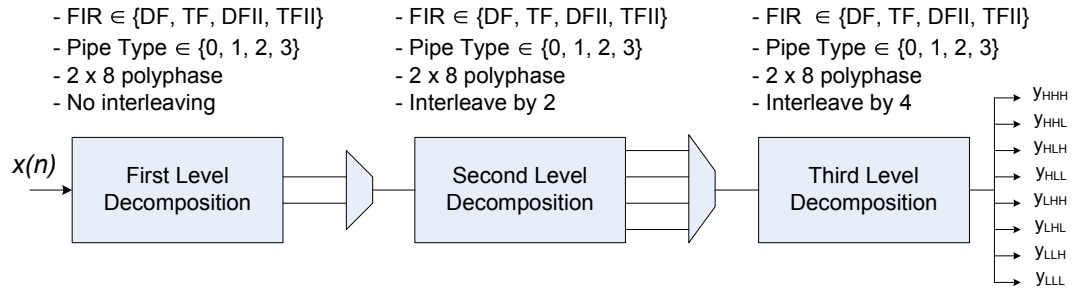 - FIR ∈ {DF, TF, DFII, TFII}
- Pipe Type ∈ {0, 1, 2, 3}
- 2 x 8 polyphase
- No interleaving
- FIR ∈ {DF, TF, DFII, TFII}
- Pipe Type ∈ {0, 1, 2, 3}
- 2 x 8 polyphase
- Interleave by 2
- FIR ∈ {DF, TF, DFII, TFII}
- Pipe Type ∈ {0, 1, 2, 3}
- 2 x 8 polyphase
- Interleave by 4
x(n)
First Level
Decomposition
Second Level
Decomposition
Third Level
Decomposition
yHHH
yHHL
yHLH
yHLL
yLHH
yLHL
yLLH
yLLL